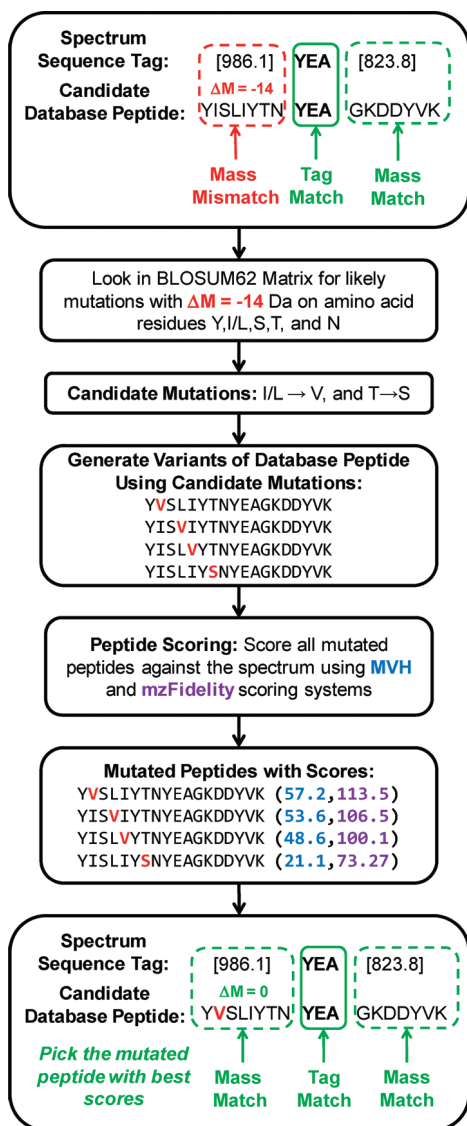 Spectrum
Sequence Tag: [986.1] YEA [823.8]
Candidate ΔM = -14
Database Peptide: YISLIYTN YEA GKDDYVK
Mass Tag Mass
Mismatch Match Match
Look in BLOSUM62 Matrix for likely
mutations with ΔM = -14 Da on amino acid
residues Y,I/L,S,T, and N
Candidate Mutations: I/L → V, and T→S
Generate Variants of Database Peptide
Using Candidate Mutations:
YVSLIYTNYEAGKDDYVK
YISVIYTNYEAGKDDYVK
YISLVYTNYEAGKDDYVK
YISLIYSNYEAGKDDYVK
Peptide Scoring: Score all mutated
peptides against the spectrum using MVH
and mzFidelity scoring systems
Mutated Peptides with Scores:
YVSLIYTNYEAGKDDYVK (57.2,113.5)
YISVIYTNYEAGKDDYVK (53.6,106.5)
YISLVYTNYEAGKDDYVK (48.6,100.1)
YISLIYSNYEAGKDDYVK (21.1,73.27)
Spectrum
Sequence Tag: [986.1] YEA [823.8]
Candidate ΔM = 0
Database Peptide: YVSLIYTN YEA GKDDYVK
Pick the mutated
peptide with best Mass Tag Mass
scores Match Match Match